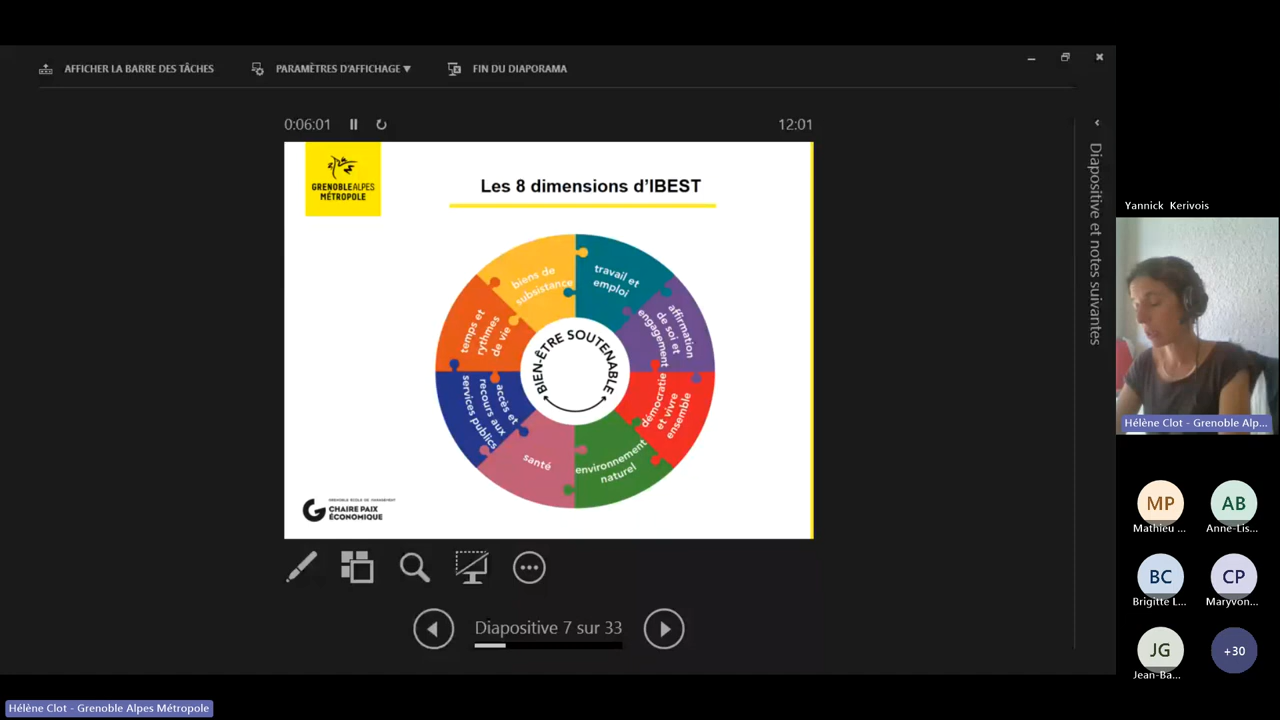 AFFICHER LA BARRE DES TÂCHES
PARAMÈTRES D'AFFICHAGE
FIN DU DIAPORAMA
0:06:01
12:01
Diapositive et notes suivantes
GRENOBLEALPES
MÉTROPOLE
Les 8 dimensions d'IBEST
biens de
subsistance
travail et
emploi
affirmation
de soi et
engagement
démocratie
et vivre
ensemble
environnement
naturel
santé
accès et
recours aux
services publics
temps et
rythmes
de vie
BIEN-ÊTRE SOUTENABLE
GRENOBLE ECOLE DE MANAGEMENT
CHAIRE PAIX
ÉCONOMIQUE
Diapositive 7 sur 33
Yannick Kerivois
Hélène Clot - Grenoble Alp...
MP
Mathieu ...
AB
Anne-Lis...
BC
Brigitte L...
CP
Maryvon...
JG
Jean-Ba...
+30
Hélène Clot - Grenoble Alpes Métropole